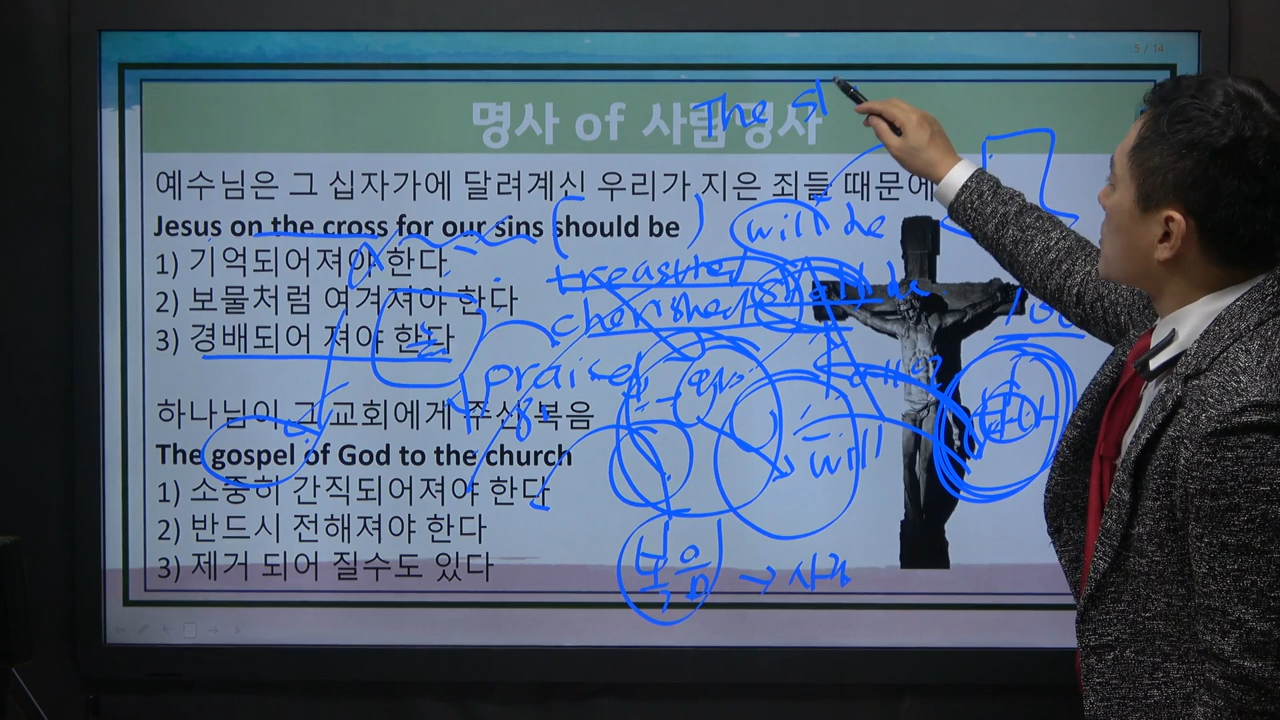 5 / 14
명사 of 사람명사
The si
예수님은 그 십자가에 달려계신 우리가 지은 죄들 때문에
Jesus on the cross for our sins should be
( ) will be
1) 기억되어져야 한다
treasured
2) 보물처럼 여겨져야 한다
cherished
3) 경배되어 져야 한다
praised
하나님이 그 교회에게 주신 복음
The gospel of God to the church
will
1) 소중히 간직되어져야 한다
2) 반드시 전해져야 한다
3) 제거 되어 질수도 있다
복음 →